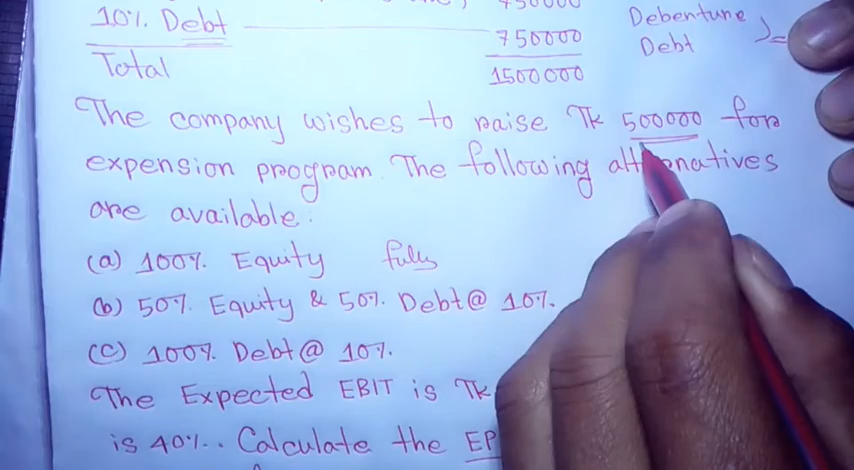 750000
10%. Debt 750000 Debenture
Debt
Total 1500000
The company wishes to raise Tk 500000 for
expension program. The following alternatives
are available:
(a) 100%. Equity fully
(b) 50%. Equity & 50%. Debt@ 10%.
(c) 100%. Debt@ 10%.
The Expected EBIT is Tk
is 40%.. Calculate the EP